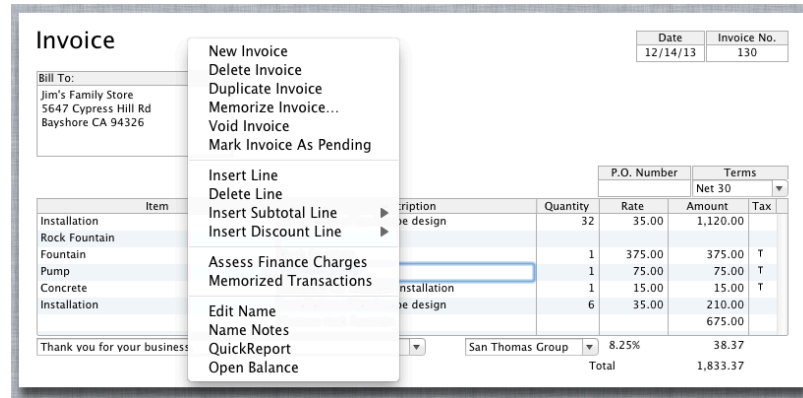 Invoice
Date Invoice No.
12/14/13 130
Bill To:
Jim's Family Store
5647 Cypress Hill Rd
Bayshore CA 94326
New Invoice
Delete Invoice
Duplicate Invoice
Memorize Invoice...
Void Invoice
Mark Invoice As Pending
Insert Line
Delete Line
Insert Subtotal Line
Insert Discount Line
Assess Finance Charges
Memorized Transactions
Edit Name
Name Notes
QuickReport
Open Balance
P.O. Number Terms
Net 30
Item Quantity Rate Amount Tax
Installation design 32 35.00 1,120.00
Rock Fountain
Fountain 1 375.00 375.00 T
Pump 1 75.00 75.00 T
Concrete 1 15.00 15.00 T
Installation design 6 35.00 210.00
675.00
Thank you for your business San Thomas Group 8.25% 38.37
Total 1,833.37